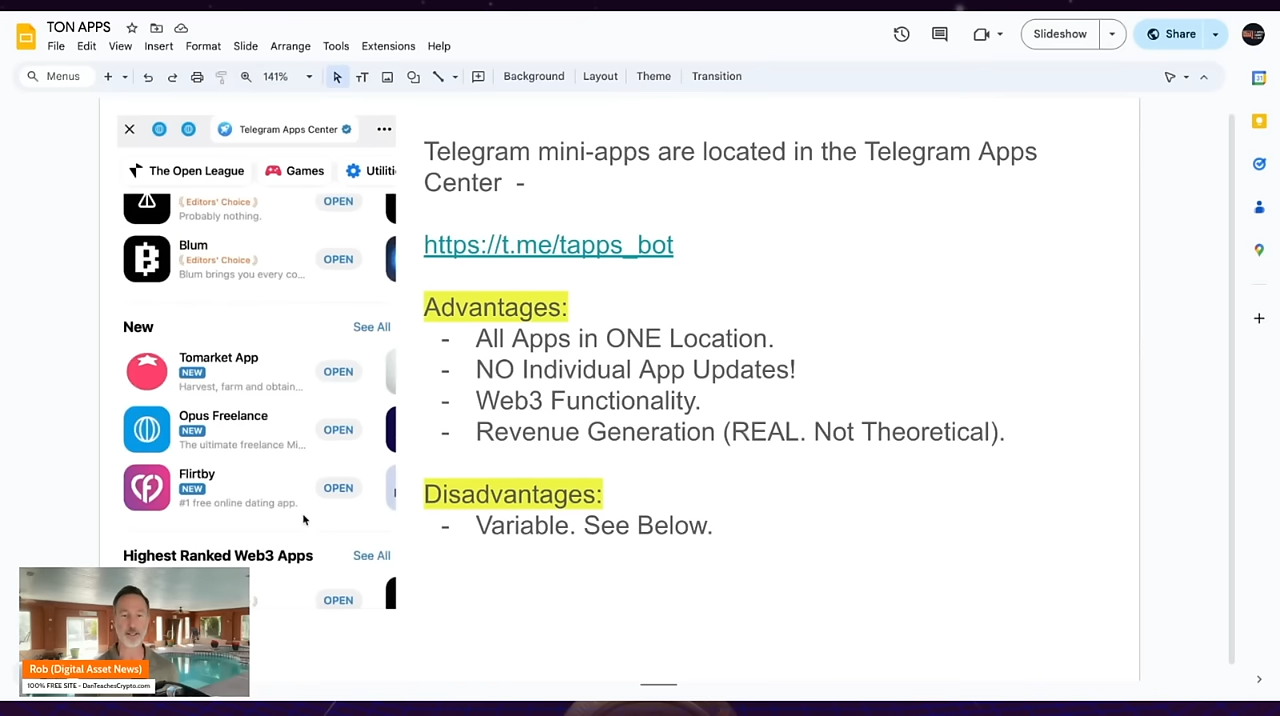 TON APPS
File Edit View Insert Format Slide Arrange Tools Extensions Help
Slideshow
Share
Menus
141%
Background Layout Theme Transition
Telegram Apps Center
The Open League Games Utiliti
Editors' Choice
Probably nothing.
OPEN
Blum
Editors' Choice
Blum brings you every co...
OPEN
New See All
Tomarket App
NEW
Harvest, farm and obtain...
OPEN
Opus Freelance
NEW
The ultimate freelance Mi...
OPEN
Flirtby
NEW
#1 free online dating app.
OPEN
Highest Ranked Web3 Apps See All
OPEN
Telegram mini-apps are located in the Telegram Apps
Center -
https://t.me/tapps_bot
Advantages:
- All Apps in ONE Location.
- NO Individual App Updates!
- Web3 Functionality.
- Revenue Generation (REAL. Not Theoretical).
Disadvantages:
- Variable. See Below.
Rob (Digital Asset News)
100% FREE SITE - DanTeachesCrypto.com